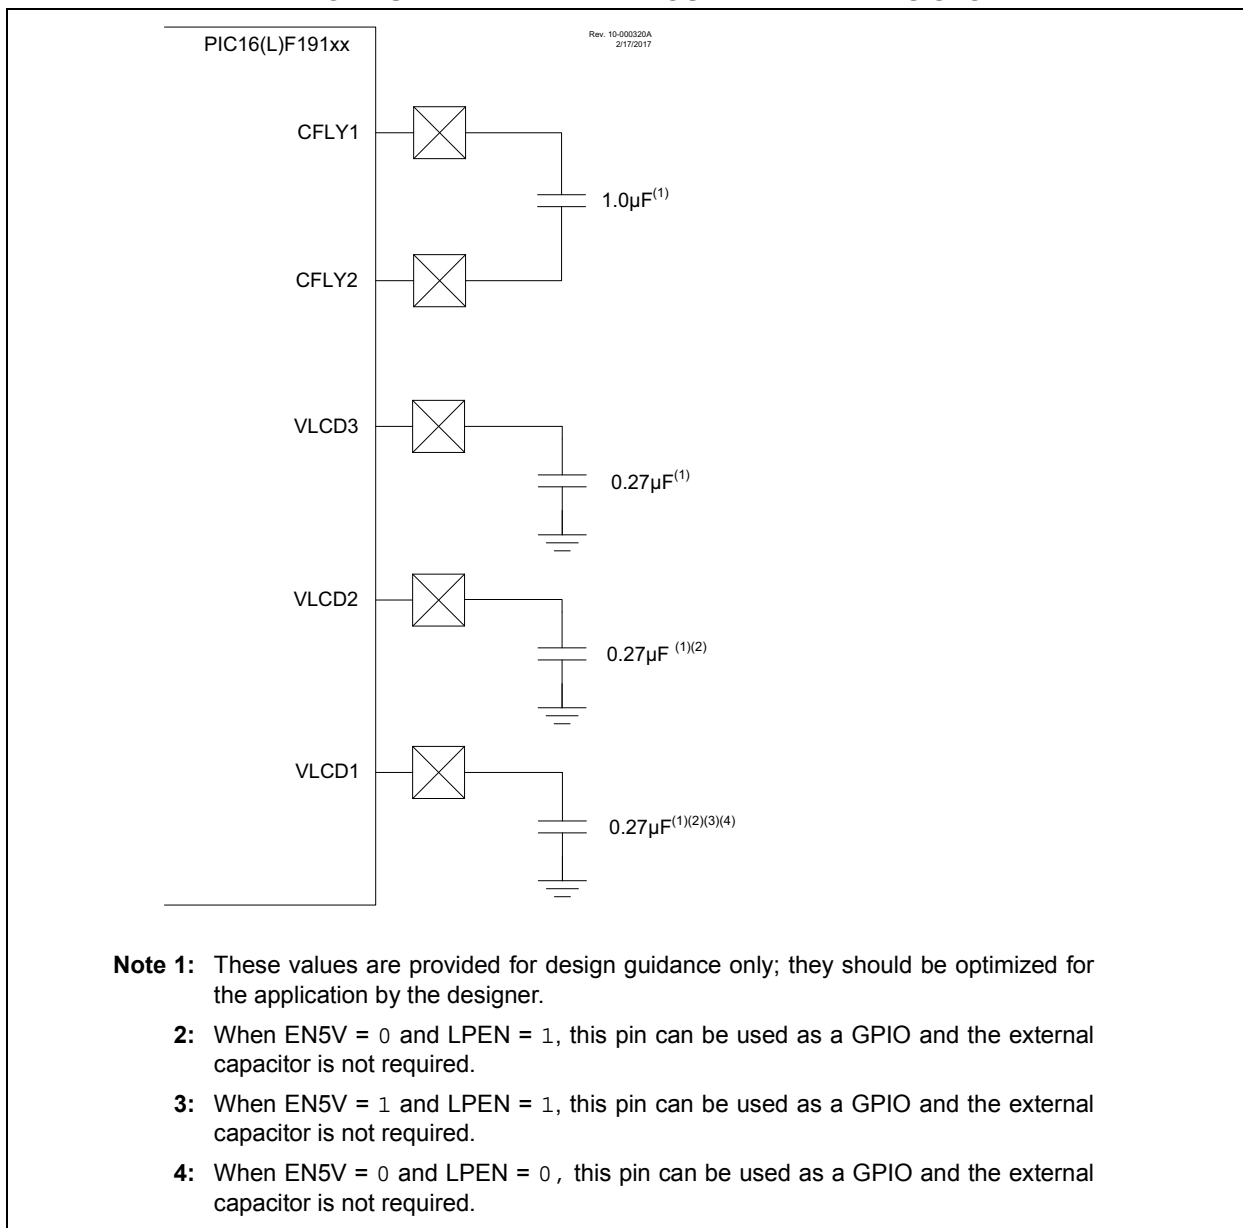 PIC16(L)F191xx
Rev. 10-000320A
2/17/2017
CFLY1
1.0µF(1)
CFLY2
VLCD3
0.27µF(1)
VLCD2
0.27µF (1)(2)
VLCD1
0.27µF(1)(2)(3)(4)
Note 1: These values are provided for design guidance only; they should be optimized for
the application by the designer.
2: When EN5V = 0 and LPEN = 1, this pin can be used as a GPIO and the external
capacitor is not required.
3: When EN5V = 1 and LPEN = 1, this pin can be used as a GPIO and the external
capacitor is not required.
4: When EN5V = 0 and LPEN = 0, this pin can be used as a GPIO and the external
capacitor is not required.